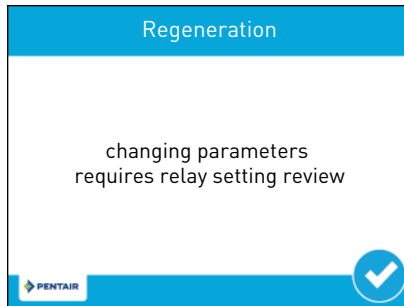 Regeneration
changing parameters
requires relay setting review
PENTAIR